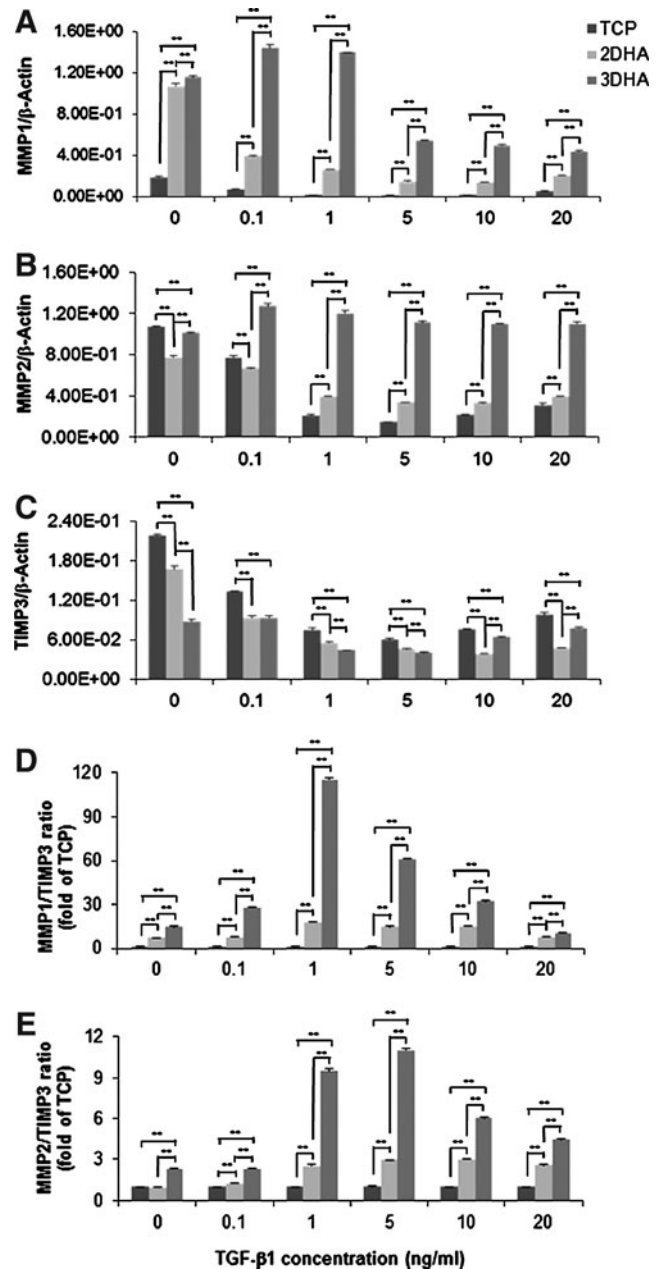 A
MMP1/β-Actin
1.60E+00
1.20E+00
8.00E-01
4.00E-01
0.00E+00
** ** ** ** ** ** ** ** ** ** ** ** ** ** ** ** ** **
0 0.1 1 5 10 20
TCP
2DHA
3DHA
B
MMP2/β-Actin
1.60E+00
1.20E+00
8.00E-01
4.00E-01
0.00E+00
** ** ** ** ** ** ** ** ** ** ** ** ** ** ** ** ** **
0 0.1 1 5 10 20
C
TIMP3/β-Actin
2.40E-01
1.80E-01
1.20E-01
6.00E-02
0.00E+00
** ** ** ** ** ** ** ** ** ** ** ** ** ** ** ** **
0 0.1 1 5 10 20
D
MMP1/TIMP3 ratio
(fold of TCP)
120
90
60
30
0
** ** ** ** ** ** ** ** ** ** ** ** ** ** ** ** ** **
0 0.1 1 5 10 20
E
MMP2/TIMP3 ratio
(fold of TCP)
12
9
6
3
0
** ** ** ** ** ** ** ** ** ** ** ** ** ** ** ** **
0 0.1 1 5 10 20
TGF-β1 concentration (ng/ml)